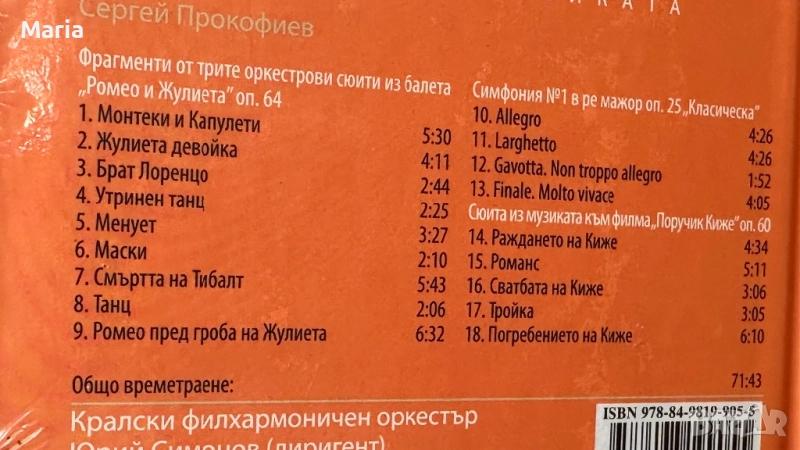 Maria
КАТА
Сергей Прокофиев
Фрагменти от трите оркестрови сюити из балета
„Ромео и Жулиета" оп. 64
1. Монтеки и Капулети 5:30
2. Жулиета девойка 4:11
3. Брат Лоренцо 2:44
4. Утринен танц 2:25
5. Менует 3:27
6. Маски 2:10
7. Смъртта на Тибалт 5:43
8. Танц 2:06
9. Ромео пред гроба на Жулиета 6:32
Симфония №1 в ре мажор оп. 25 „Класическа"
10. Allegro 4:26
11. Larghetto 4:26
12. Gavotta. Non troppo allegro 1:52
13. Finale. Molto vivace 4:05
Сюита из музиката към филма „Поручик Киже" оп. 60
14. Раждането на Киже 4:34
15. Романс 5:11
16. Сватбата на Киже 3:06
17. Тройка 3:05
18. Погребението на Киже 6:10
Общо времетраене: 71:43
Кралски филхармоничен оркестър
Юрий Симонов (диригент)
ISBN 978-84-9819-905-5